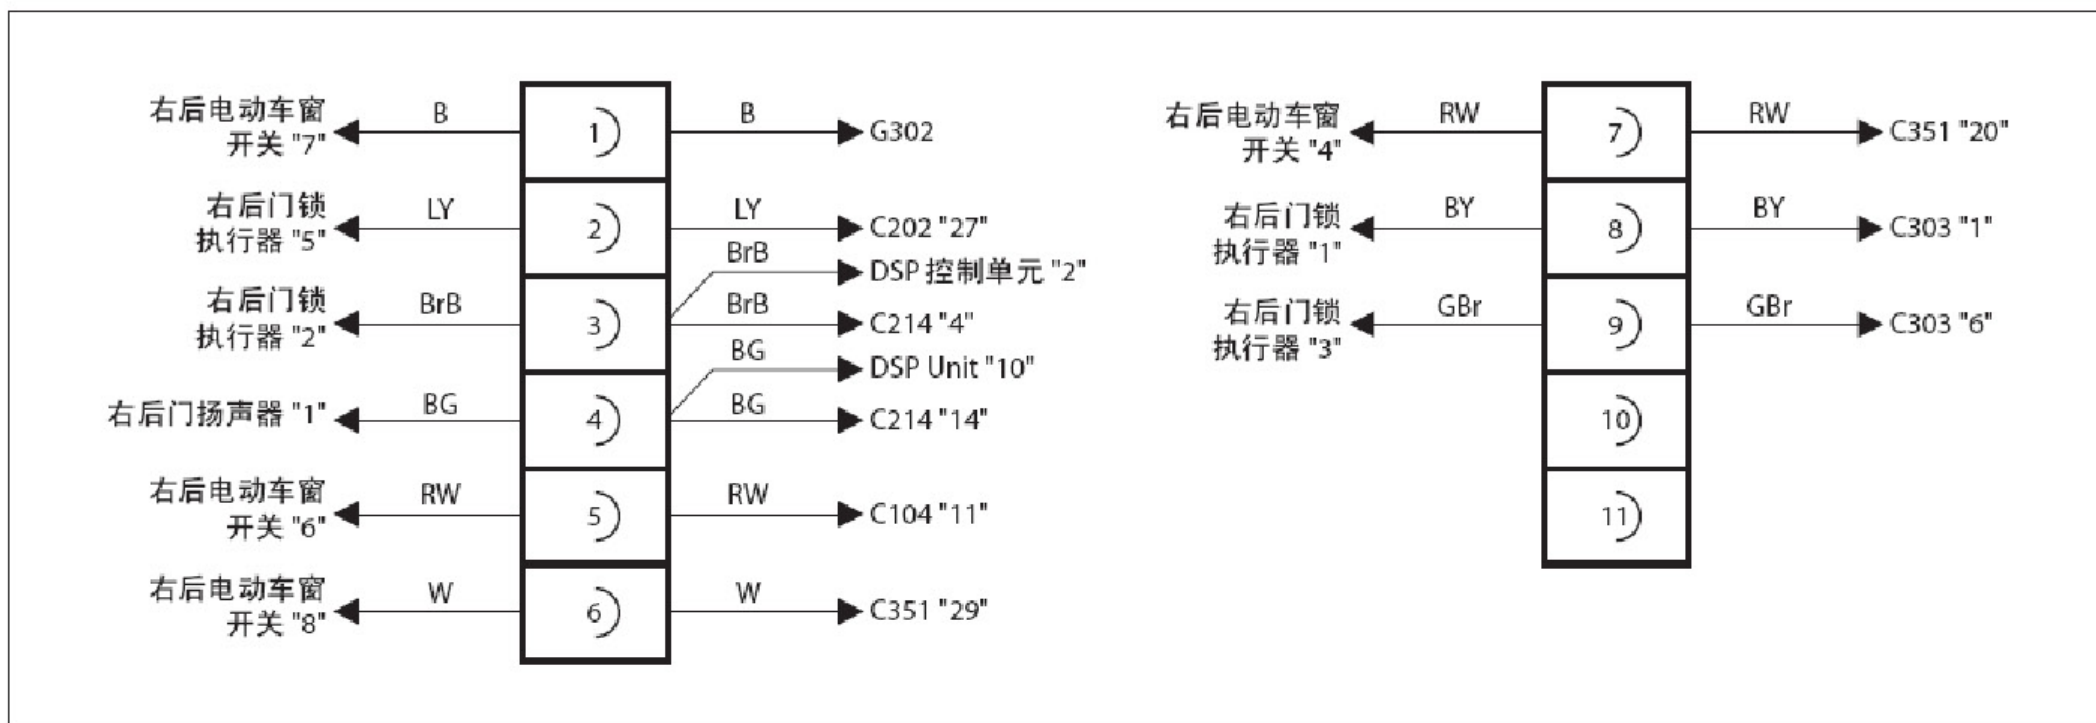 右后电动车窗
开关 "7"
B
1
B
G302
右后门锁
执行器 "5"
LY
2
LY
C202 "27"
BrB
DSP 控制单元 "2"
右后门锁
执行器 "2"
BrB
3
BrB
C214 "4"
BG
DSP Unit "10"
右后门扬声器 "1"
BG
4
BG
C214 "14"
右后电动车窗
开关 "6"
RW
5
RW
C104 "11"
右后电动车窗
开关 "8"
W
6
W
C351 "29"
右后电动车窗
开关 "4"
RW
7
RW
C351 "20"
右后门锁
执行器 "1"
BY
8
BY
C303 "1"
右后门锁
执行器 "3"
GBr
9
GBr
C303 "6"
10
11